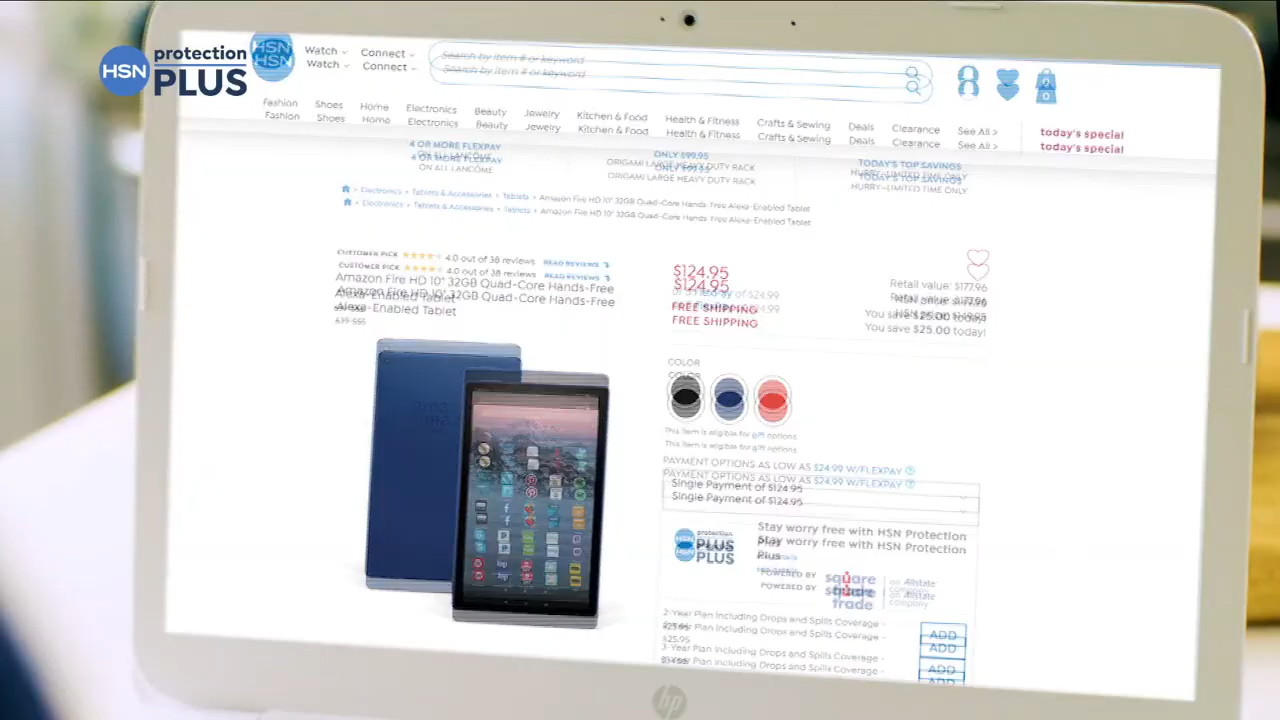 HSN protection PLUS
HSN
Watch Connect Search by item # or keyword
Fashion Shoes Home Electronics Beauty Jewelry Kitchen & Food Health & Fitness Crafts & Sewing Deals Clearance See All > today's special
4 OR MORE FLEXPAY
ON ALL LANCÔME
ONLY $99.95
ORIGAMI LARGE HEAVY DUTY RACK
TODAY'S TOP SAVINGS
HURRY-LIMITED TIME ONLY
> Electronics > Tablets & Accessories > Tablets > Amazon Fire HD 10" 32GB Quad-Core Hands-Free Alexa-Enabled Tablet
CUSTOMER PICK 4.0 out of 38 reviews READ REVIEWS
Amazon Fire HD 10" 32GB Quad-Core Hands-Free
Alexa-Enabled Tablet
639-555
$124.95
FREE SHIPPING
Retail value: $177.96
You save $25.00 today!
COLOR
This item is eligible for gift options
PAYMENT OPTIONS AS LOW AS $24.99 W/FLEXPAY
Single Payment of $124.95
HSN protection PLUS
Stay worry free with HSN Protection
Plus
POWERED BY square trade an Allstate company
2-Year Plan Including Drops and Spills Coverage -
$25.95
ADD
3-Year Plan Including Drops and Spills Coverage -
ADD
hp